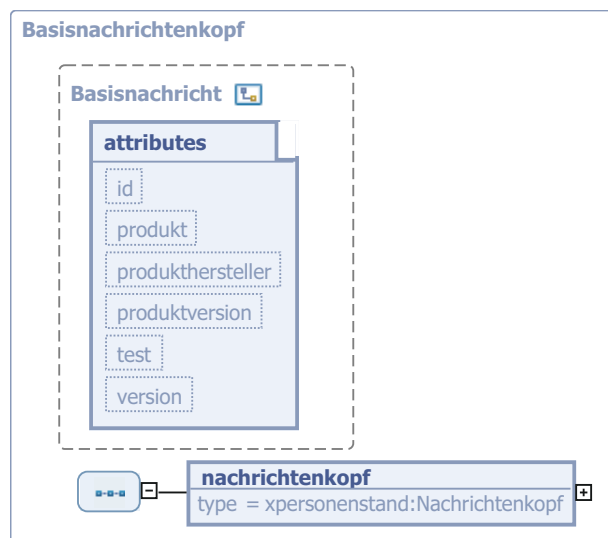 Basisnachrichtenkopf
Basisnachricht
attributes
id
produkt
produkthersteller
produktversion
test
version
nachrichtenkopf
type = xpersonenstand:Nachrichtenkopf